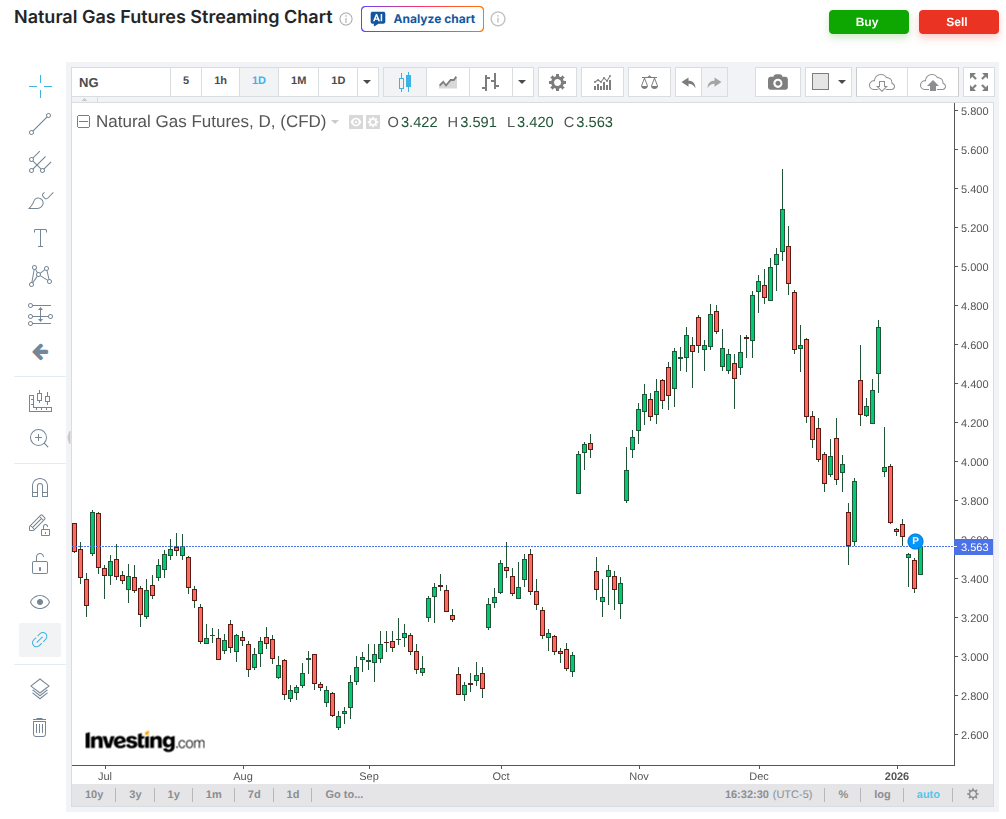 Natural Gas Futures Streaming Chart
AI Analyze chart
Buy
Sell
NG
5
1h
1D
1M
1D
Natural Gas Futures, D, (CFD)
O 3.422 H 3.591 L 3.420 C 3.563
5.800
5.600
5.400
5.200
5.000
4.800
4.600
4.400
4.200
4.000
3.800
3.563
3.400
3.200
3.000
2.800
2.600
P
T
Investing.com
Jul Aug Sep Oct Nov Dec 2026
10y 3y 1y 1m 7d 1d Go to... 16:32:30 (UTC-5) % log auto